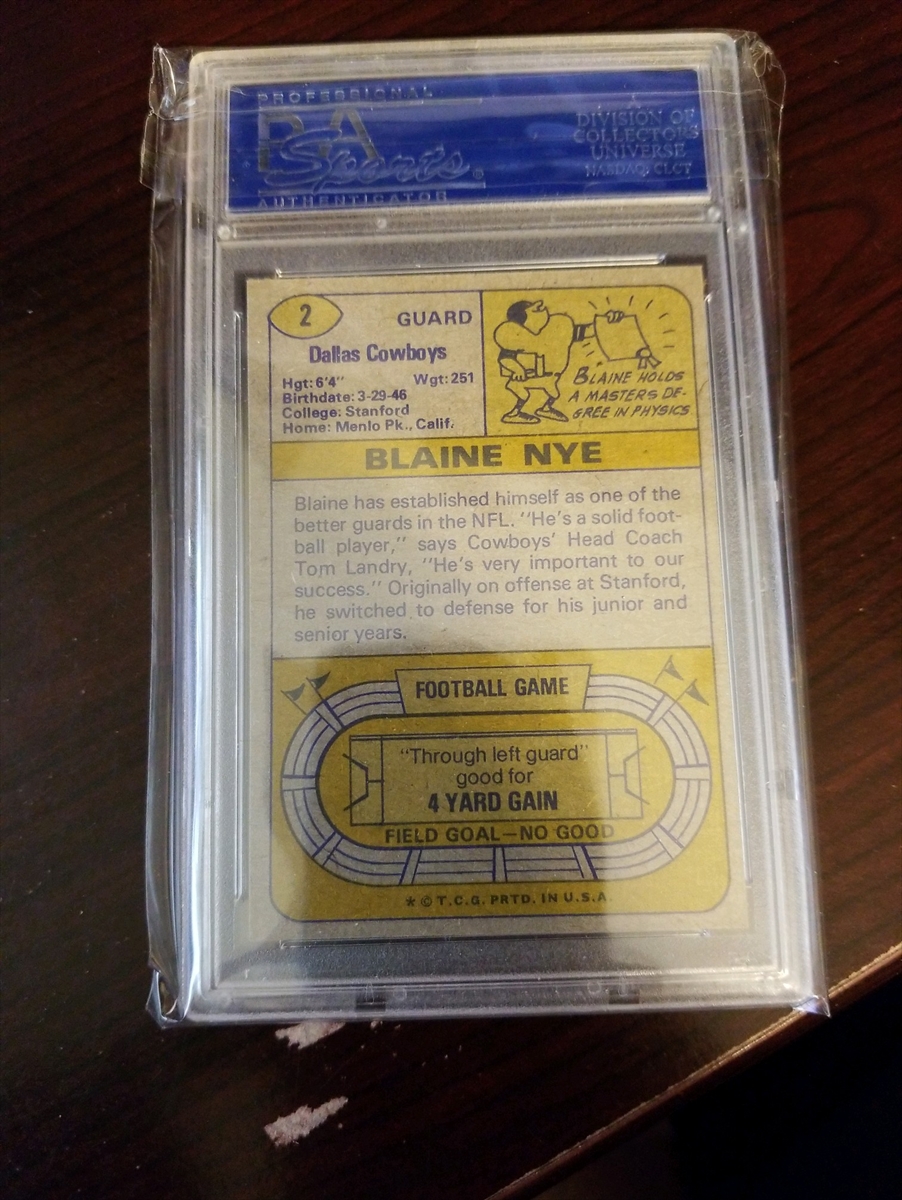 PROFESSIONAL
PSA
Sports®
AUTHENTICATOR
A
DIVISION OF
COLLECTORS
UNIVERSE
NASDAQ: CLCT
2
GUARD
Dallas Cowboys
Hgt: 6'4" Wgt: 251
Birthdate: 3-29-46
College: Stanford
Home: Menlo Pk., Calif.
BLAINE HOLDS
A MASTERS DE-
GREE IN PHYSICS
BLAINE NYE
Blaine has established himself as one of the
better guards in the NFL. "He's a solid foot-
ball player," says Cowboys' Head Coach
Tom Landry, "He's very important to our
success." Originally on offense at Stanford,
he switched to defense for his junior and
senior years.
FOOTBALL GAME
"Through left guard"
good for
4 YARD GAIN
FIELD GOAL—NO GOOD
* © T.C.G. PRTD. IN U.S.A.